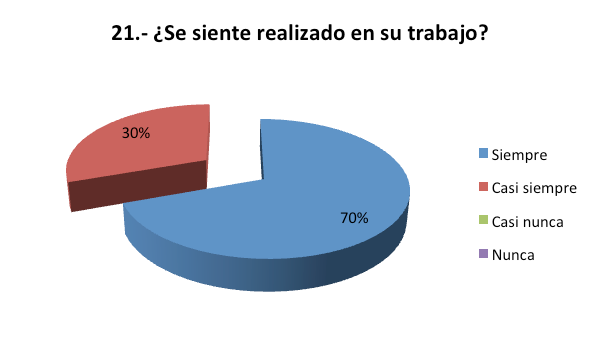 21.- ¿Se siente realizado en su trabajo?
30%
70%
Siempre
Casi siempre
Casi nunca
Nunca